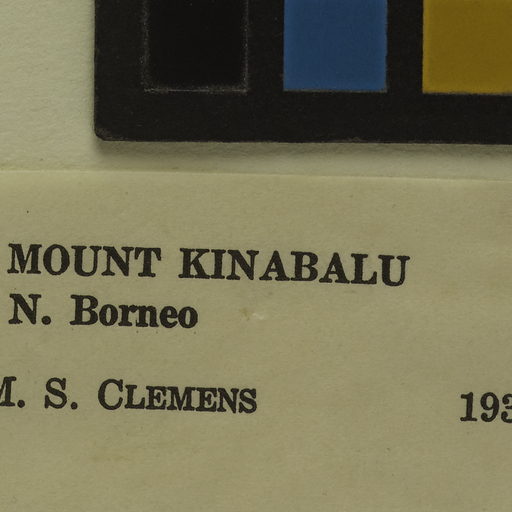 MOUNT KINABALU
N. Borneo
M. S. CLEMENS 193